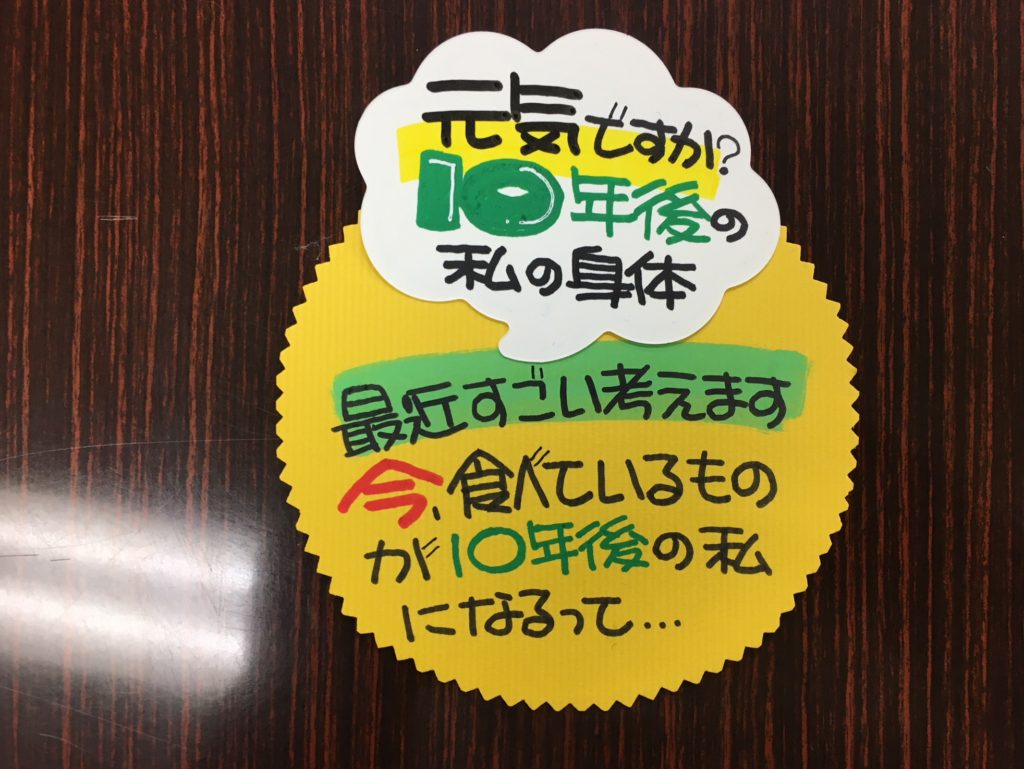 元気ですか?
10年後の
私の身体
最近すごい考えます
今、食べているもの
が10年後の私
になるって…